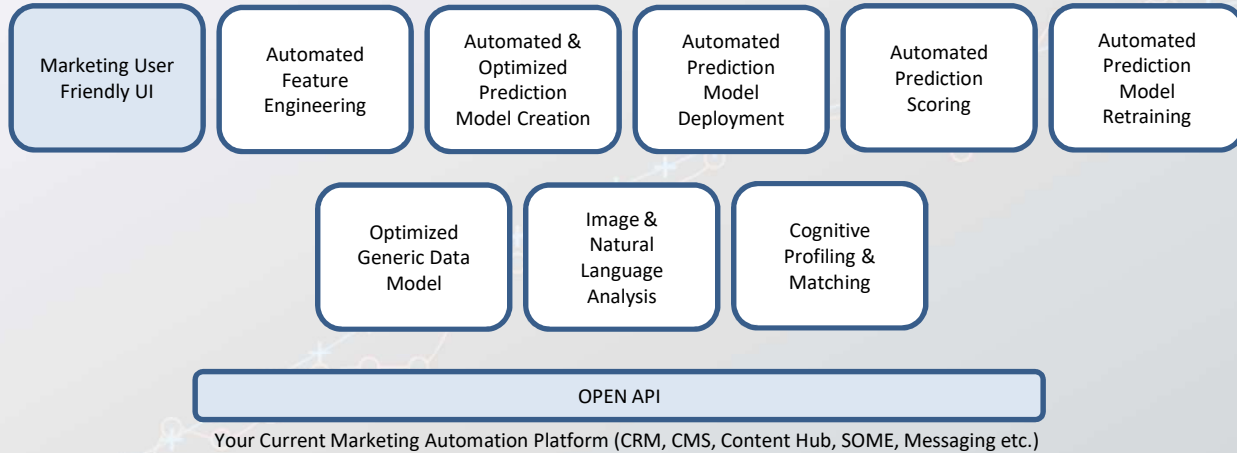 Marketing User
Friendly UI
Automated
Feature
Engineering
Automated &
Optimized
Prediction
Model Creation
Automated
Prediction
Model
Deployment
Automated
Prediction
Scoring
Automated
Prediction
Model
Retraining
Optimized
Generic Data
Model
Image &
Natural
Language
Analysis
Cognitive
Profiling &
Matching
OPEN API
Your Current Marketing Automation Platform (CRM, CMS, Content Hub, SOME, Messaging etc.)